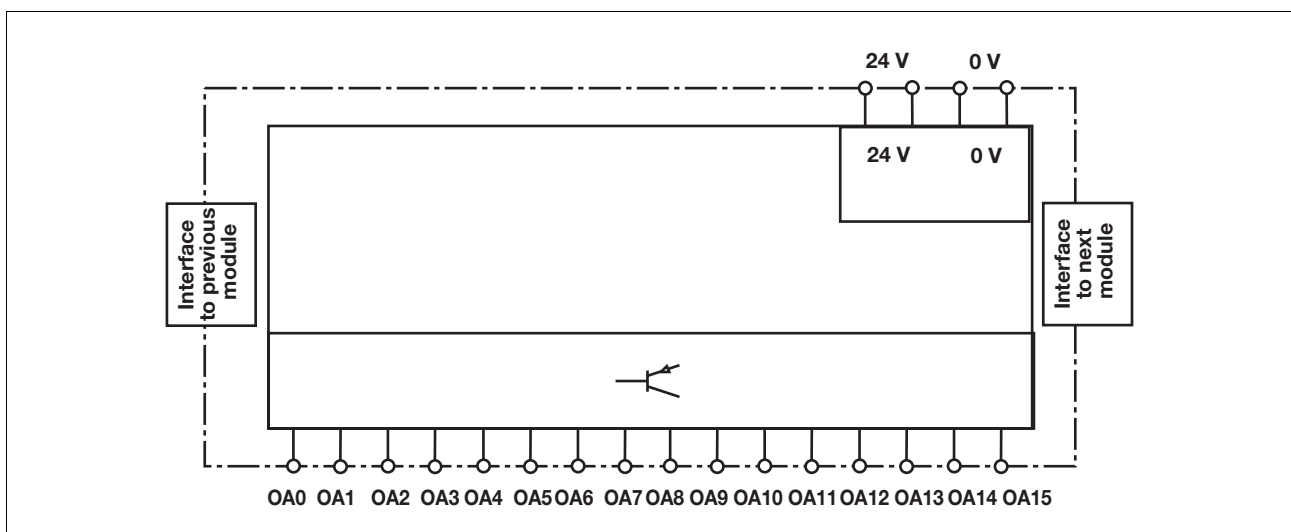 24 V 0 V
24 V 0 V
Interface
to previous
module
Interface
to next
module
OA0 OA1 OA2 OA3 OA4 OA5 OA6 OA7 OA8 OA9 OA10 OA11 OA12 OA13 OA14 OA15